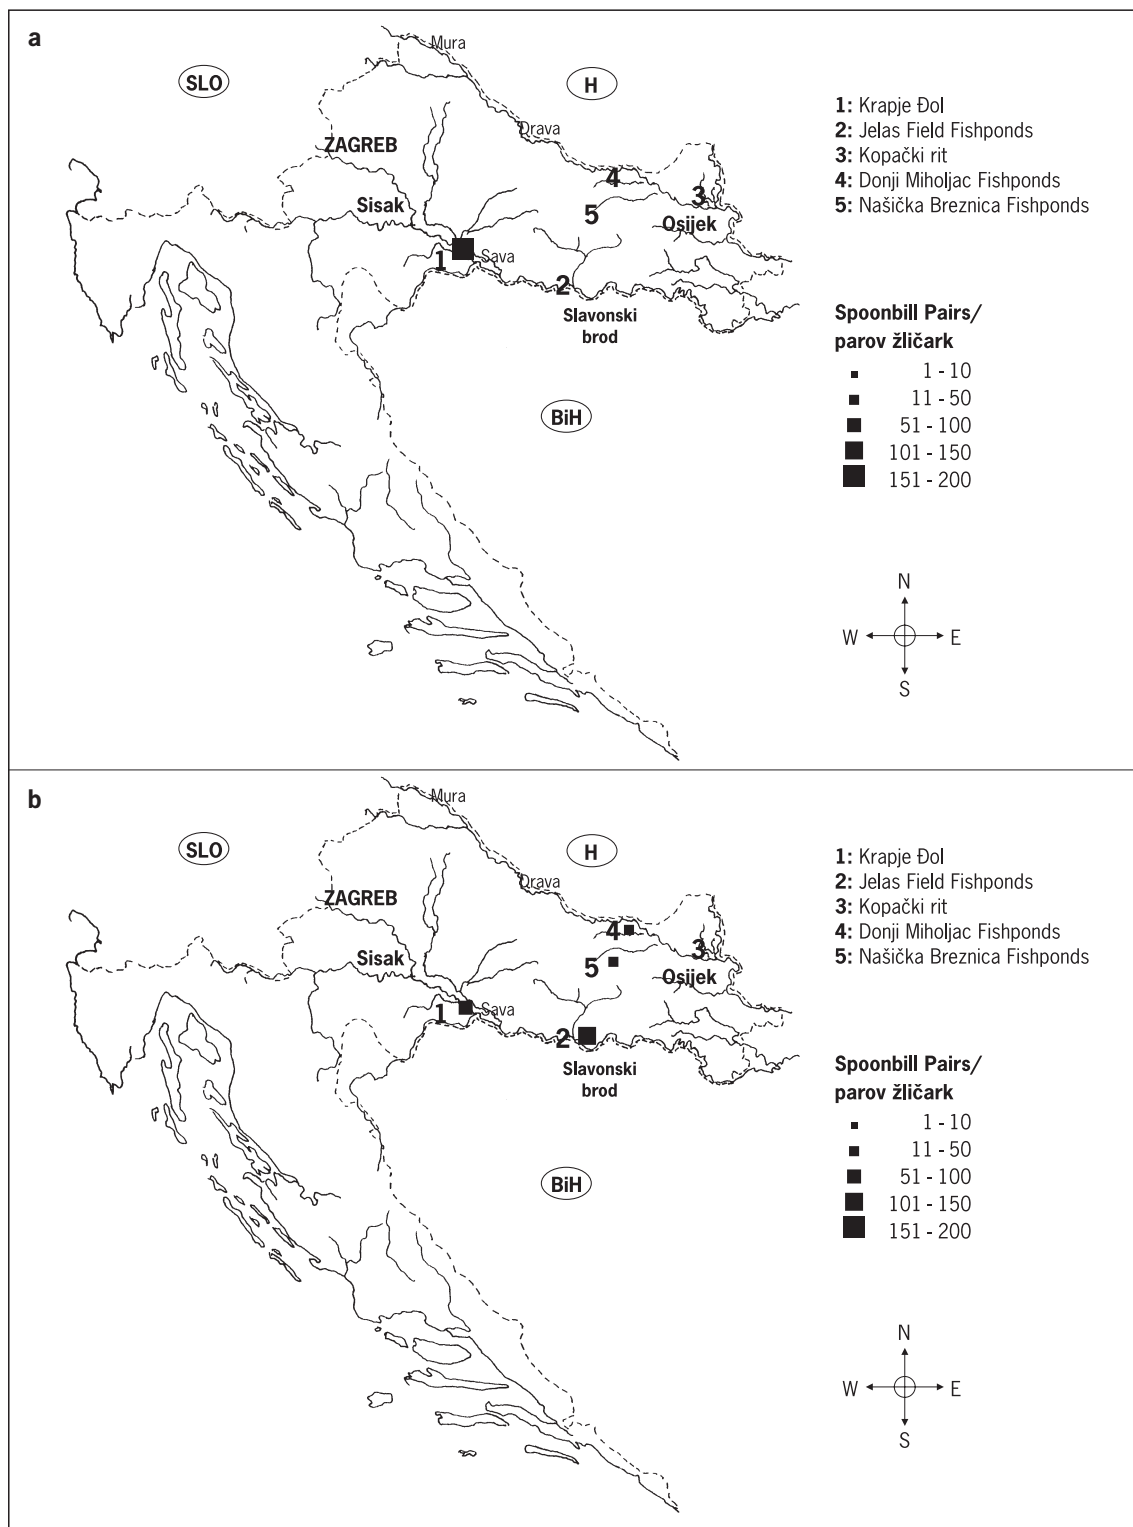 a
Mura
SLO
H
1: Krapje Đol
2: Jelas Field Fishponds
3: Kopački rit
4: Donji Miholjac Fishponds
5: Našička Breznica Fishponds
Drava
ZAGREB
4
3
Sisak
5
Osijek
1
Sava
2
Slavonski
brod
Spoonbill Pairs/
parov žličark
1 - 10
11 - 50
51 - 100
101 - 150
151 - 200
BiH
N
W
E
S
b
Mura
SLO
H
1: Krapje Đol
2: Jelas Field Fishponds
3: Kopački rit
4: Donji Miholjac Fishponds
5: Našička Breznica Fishponds
Drava
ZAGREB
4
3
Sisak
5
Osijek
1
Sava
2
Slavonski
brod
Spoonbill Pairs/
parov žličark
1 - 10
11 - 50
51 - 100
101 - 150
151 - 200
BiH
N
W
E
S